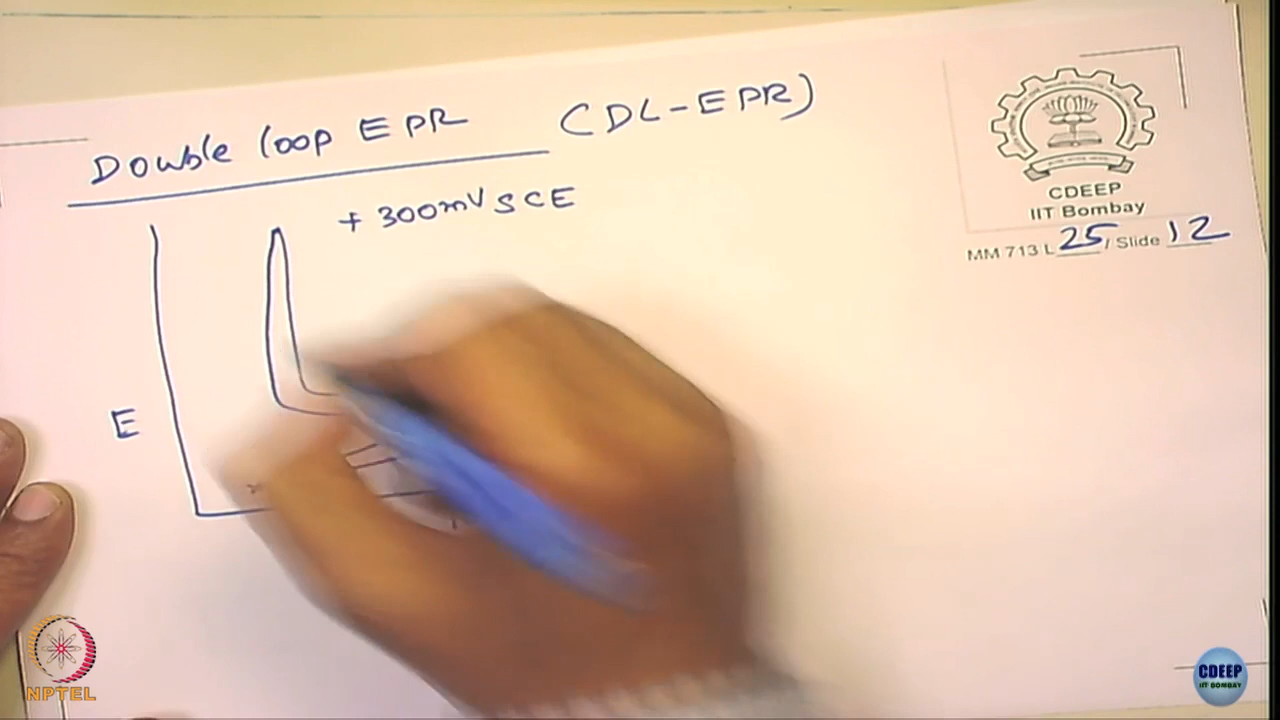 Double loop EPR (DL-EPR)
+ 300mV SCE
E
CDEEP
IIT Bombay
MM 713 L 25 / Slide 12
NPTEL
CDEEP
IIT BOMBAY